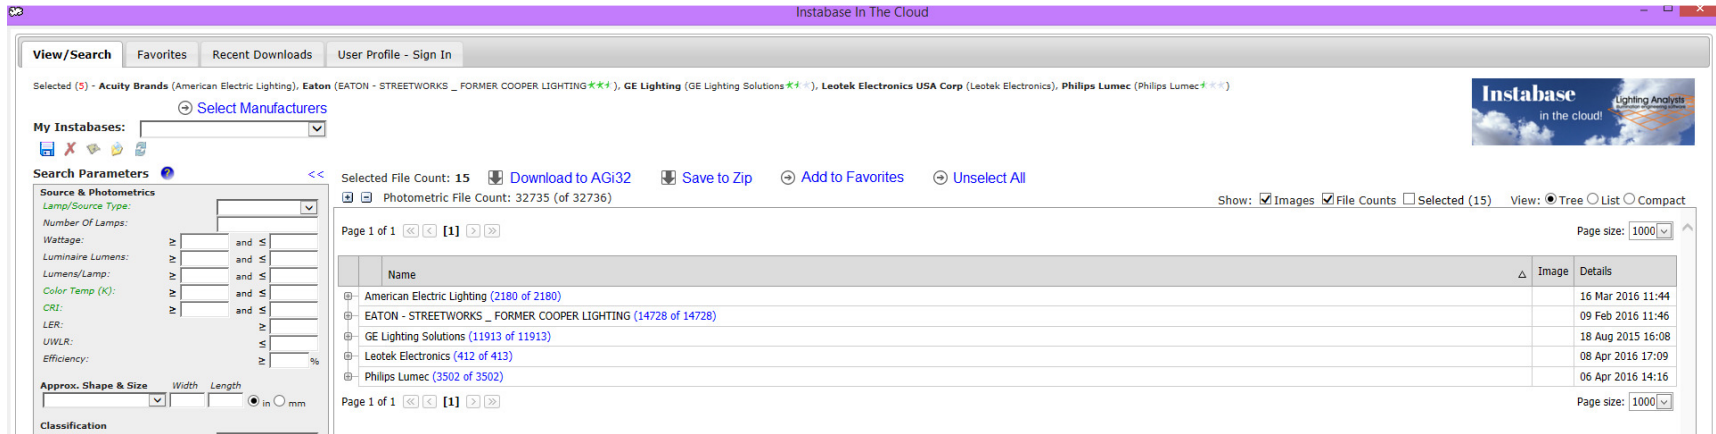 Instabase In The Cloud
View/Search Favorites Recent Downloads User Profile - Sign In
Selected (5) - Acuity Brands (American Electric Lighting), Eaton (EATON - STREETWORKS _ FORMER COOPER LIGHTING), GE Lighting (GE Lighting Solutions), Leotek Electronics USA Corp (Leotek Electronics), Philips Lumec (Philips Lumec)
Select Manufacturers
My Instabases:
Instabase
in the cloud!
Lighting Analysts
Search Parameters ? <<
Selected File Count: 15 Download to AGi32 Save to Zip Add to Favorites Unselect All
Photometric File Count: 32735 (of 32736)
Show: Images File Counts Selected (15) View: Tree List Compact
Source & Photometrics
Lamp/Source Type:
Number Of Lamps:
Wattage: ≥ and ≤
Luminaire Lumens: ≥ and ≤
Lumens/Lamp: ≥ and ≤
Color Temp (K): ≥ and ≤
CRI: ≥ and ≤
LER: ≥
UWLR: ≤
Efficiency: ≥ %
Approx. Shape & Size Width Length
in mm
Classification
Page 1 of 1 [1] Page size: 1000
Name Image Details
American Electric Lighting (2180 of 2180) 16 Mar 2016 11:44
EATON - STREETWORKS _ FORMER COOPER LIGHTING (14728 of 14728) 09 Feb 2016 11:46
GE Lighting Solutions (11913 of 11913) 18 Aug 2015 16:08
Leotek Electronics (412 of 413) 08 Apr 2016 17:09
Philips Lumec (3502 of 3502) 06 Apr 2016 14:16
Page 1 of 1 [1] Page size: 1000